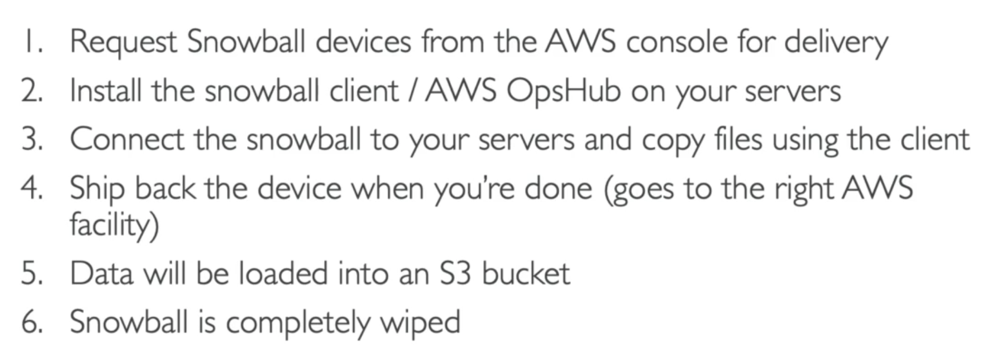 1. Request Snowball devices from the AWS console for delivery
2. Install the snowball client / AWS OpsHub on your servers
3. Connect the snowball to your servers and copy files using the client
4. Ship back the device when you're done (goes to the right AWS
facility)
5. Data will be loaded into an S3 bucket
6. Snowball is completely wiped